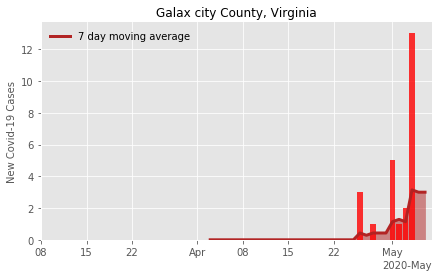 Galax city County, Virginia
7 day moving average
New Covid-19 Cases
12
10
8
6
4
2
0
08 15 22 Apr 08 15 22 May
2020-May